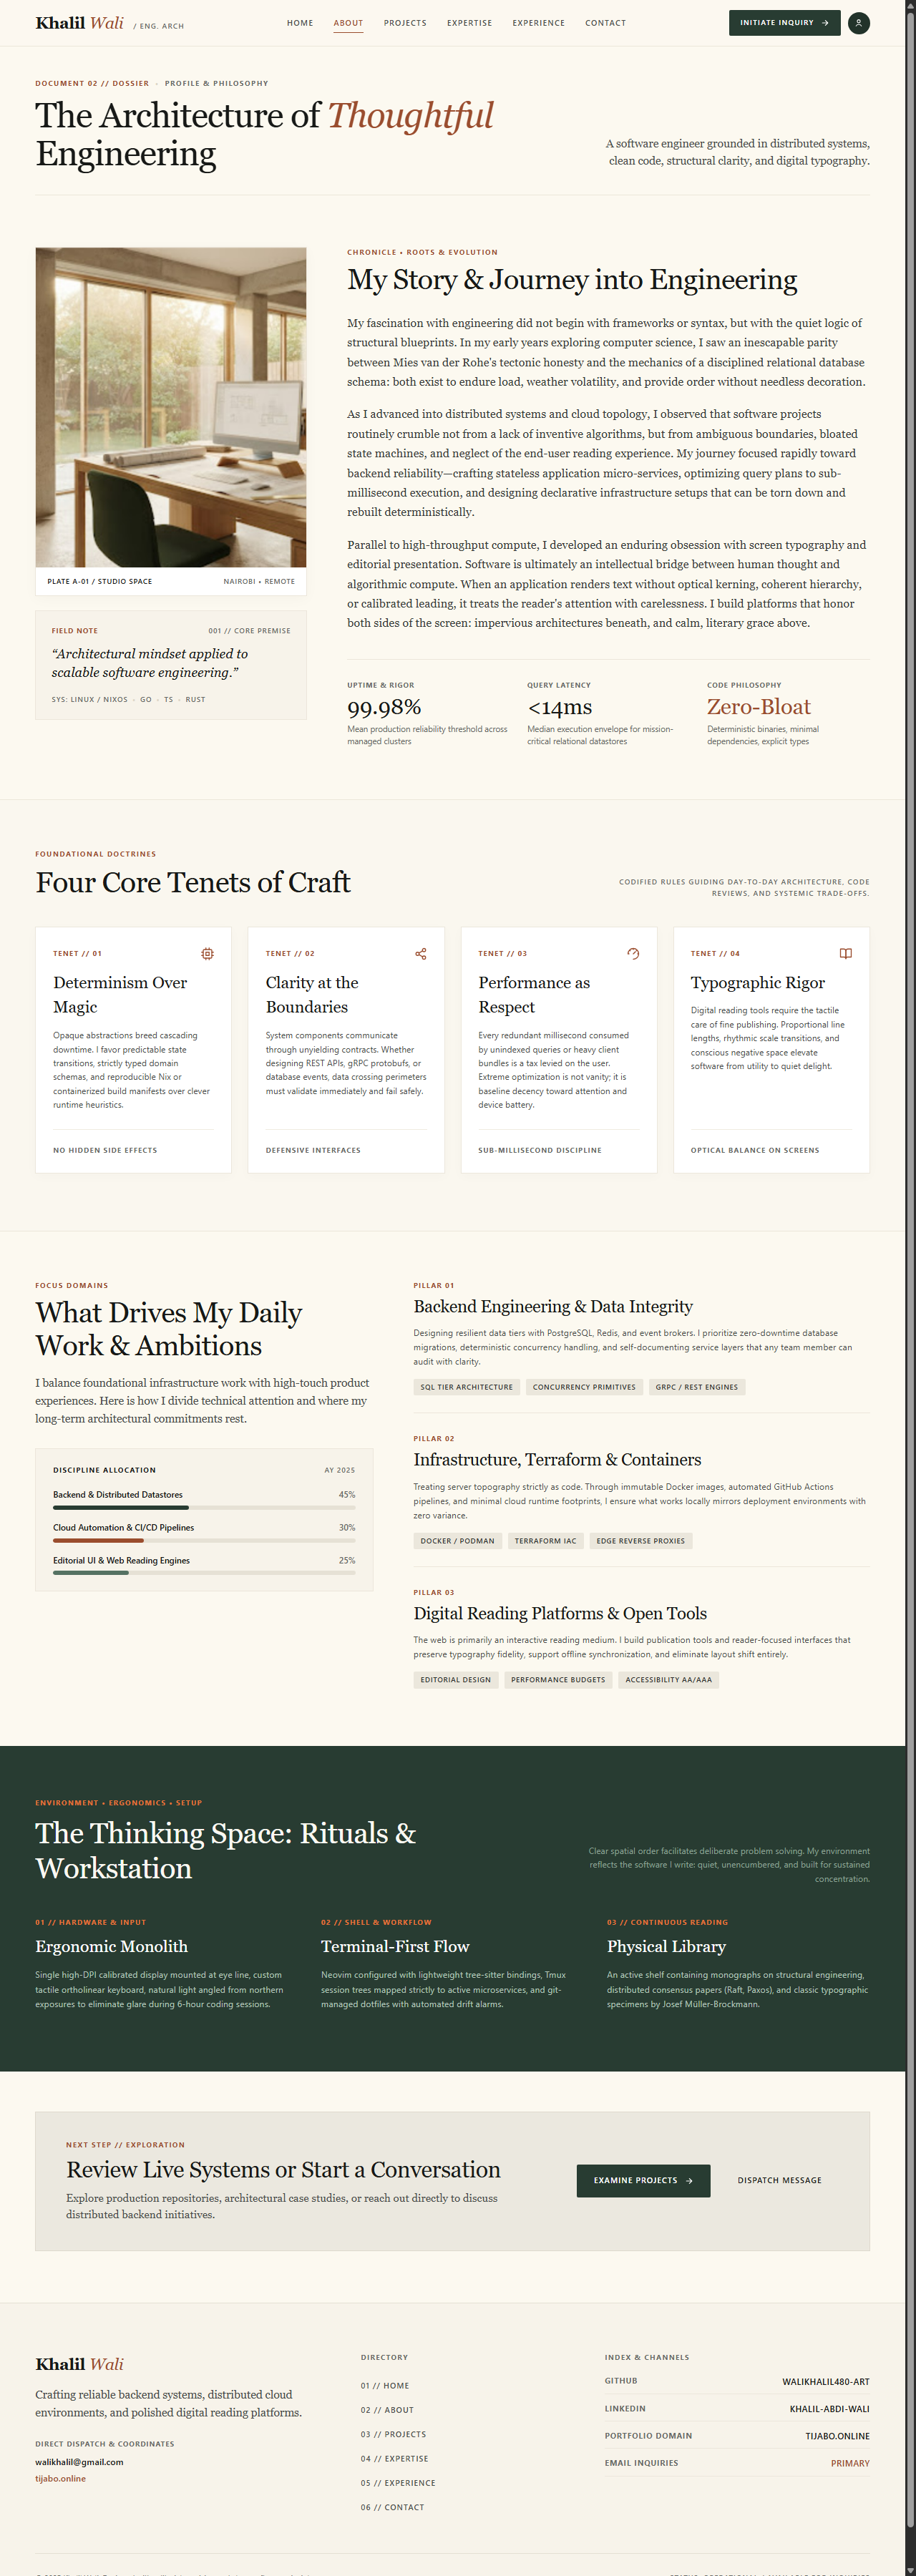 Khalil Wali / ENG. ARCH
HOME
ABOUT
PROJECTS
EXPERTISE
EXPERIENCE
CONTACT
INITIATE INQUIRY →
DOCUMENT 02 // DOSSIER • PROFILE & PHILOSOPHY
The Architecture of Thoughtful
Engineering
A software engineer grounded in distributed systems,
clean code, structural clarity, and digital typography.
PLATE A-01 / STUDIO SPACE
NAIROBI • REMOTE
FIELD NOTE
001 // CORE PREMISE
“Architectural mindset applied to
scalable software engineering.”
SYS: LINUX / NIXOS • GO • TS • RUST
CHRONICLE • ROOTS & EVOLUTION
My Story & Journey into Engineering
My fascination with engineering did not begin with frameworks or syntax, but with the quiet logic of
structural blueprints. In my early years exploring computer science, I saw an inescapable parity
between Mies van der Rohe's tectonic honesty and the mechanics of a disciplined relational database
schema: both exist to endure load, weather volatility, and provide order without needless decoration.
As I advanced into distributed systems and cloud topology, I observed that software projects
routinely crumble not from a lack of inventive algorithms, but from ambiguous boundaries, bloated
state machines, and neglect of the end-user reading experience. My journey focused rapidly toward
backend reliability—crafting stateless application micro-services, optimizing query plans to sub-
millisecond execution, and designing declarative infrastructure setups that can be torn down and
rebuilt deterministically.
Parallel to high-throughput compute, I developed an enduring obsession with screen typography and
editorial presentation. Software is ultimately an intellectual bridge between human thought and
algorithmic compute. When an application renders text without optical kerning, coherent hierarchy,
or calibrated leading, it treats the reader's attention with carelessness. I build platforms that honor
both sides of the screen: impervious architectures beneath, and calm, literary grace above.
UPTIME & RIGOR
99.98%
Mean production reliability threshold across
managed clusters
QUERY LATENCY
<14ms
Median execution envelope for mission-
critical relational datastores
CODE PHILOSOPHY
Zero-Bloat
Deterministic binaries, minimal
dependencies, explicit types
FOUNDATIONAL DOCTRINES
Four Core Tenets of Craft
CODIFIED RULES GUIDING DAY-TO-DAY ARCHITECTURE, CODE
REVIEWS, AND SYSTEMIC TRADE-OFFS.
TENET // 01
Determinism Over
Magic
Opaque abstractions breed cascading
downtime. I favor predictable state
transitions, strictly typed domain
schemas, and reproducible Nix or
containerized build manifests over clever
runtime heuristics.
NO HIDDEN SIDE EFFECTS
TENET // 02
Clarity at the
Boundaries
System components communicate
through unyielding contracts. Whether
designing REST APIs, gRPC protobufs, or
database events, data crossing perimeters
must validate immediately and fail safely.
DEFENSIVE INTERFACES
TENET // 03
Performance as
Respect
Every redundant millisecond consumed
by unindexed queries or heavy client
bundles is a tax levied on the user.
Extreme optimization is not vanity; it is
baseline decency toward attention and
device battery.
SUB-MILLISECOND DISCIPLINE
TENET // 04
Typographic Rigor
Digital reading tools require the tactile
care of fine publishing. Proportional line
lengths, rhythmic scale transitions, and
conscious negative space elevate
software from utility to quiet delight.
OPTICAL BALANCE ON SCREENS
FOCUS DOMAINS
What Drives My Daily
Work & Ambitions
I balance foundational infrastructure work with high-touch product
experiences. Here is how I divide technical attention and where my
long-term architectural commitments rest.
DISCIPLINE ALLOCATION
AY 2025
Backend & Distributed Datastores
45%
Cloud Automation & CI/CD Pipelines
30%
Editorial UI & Web Reading Engines
25%
PILLAR 01
Backend Engineering & Data Integrity
Designing resilient data tiers with PostgreSQL, Redis, and event brokers. I prioritize zero-downtime database
migrations, deterministic concurrency handling, and self-documenting service layers that any team member can
audit with clarity.
SQL TIER ARCHITECTURE
CONCURRENCY PRIMITIVES
GRPC / REST ENGINES
PILLAR 02
Infrastructure, Terraform & Containers
Treating server topography strictly as code. Through immutable Docker images, automated GitHub Actions
pipelines, and minimal cloud runtime footprints, I ensure what works locally mirrors deployment environments with
zero variance.
DOCKER / PODMAN
TERRAFORM IAC
EDGE REVERSE PROXIES
PILLAR 03
Digital Reading Platforms & Open Tools
The web is primarily an interactive reading medium. I build publication tools and reader-focused interfaces that
preserve typography fidelity, support offline synchronization, and eliminate layout shift entirely.
EDITORIAL DESIGN
PERFORMANCE BUDGETS
ACCESSIBILITY AA/AAA
ENVIRONMENT • ERGONOMICS • SETUP
The Thinking Space: Rituals &
Workstation
Clear spatial order facilitates deliberate problem solving. My environment
reflects the software I write: quiet, unencumbered, and built for sustained
concentration.
01 // HARDWARE & INPUT
Ergonomic Monolith
Single high-DPI calibrated display mounted at eye line, custom
tactile ortholinear keyboard, natural light angled from northern
exposures to eliminate glare during 6-hour coding sessions.
02 // SHELL & WORKFLOW
Terminal-First Flow
Neovim configured with lightweight tree-sitter bindings, Tmux
session trees mapped strictly to active microservices, and git-
managed dotfiles with automated drift alarms.
03 // CONTINUOUS READING
Physical Library
An active shelf containing monographs on structural engineering,
distributed consensus papers (Raft, Paxos), and classic typographic
specimens by Josef Müller-Brockmann.
NEXT STEP // EXPLORATION
Review Live Systems or Start a Conversation
Explore production repositories, architectural case studies, or reach out directly to discuss
distributed backend initiatives.
EXAMINE PROJECTS →
DISPATCH MESSAGE
Khalil Wali
Crafting reliable backend systems, distributed cloud
environments, and polished digital reading platforms.
DIRECT DISPATCH & COORDINATES
walikhalil@gmail.com
tijabo.online
DIRECTORY
01 // HOME
02 // ABOUT
03 // PROJECTS
04 // EXPERTISE
05 // EXPERIENCE
06 // CONTACT
INDEX & CHANNELS
GITHUB
WALIKHALIL480-ART
LINKEDIN
KHALIL-ABDI-WALI
PORTFOLIO DOMAIN
TIJABO.ONLINE
EMAIL INQUIRIES
PRIMARY